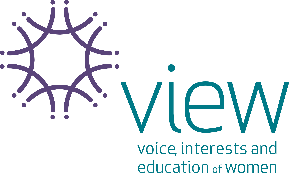 view
voice, interests and
education of women